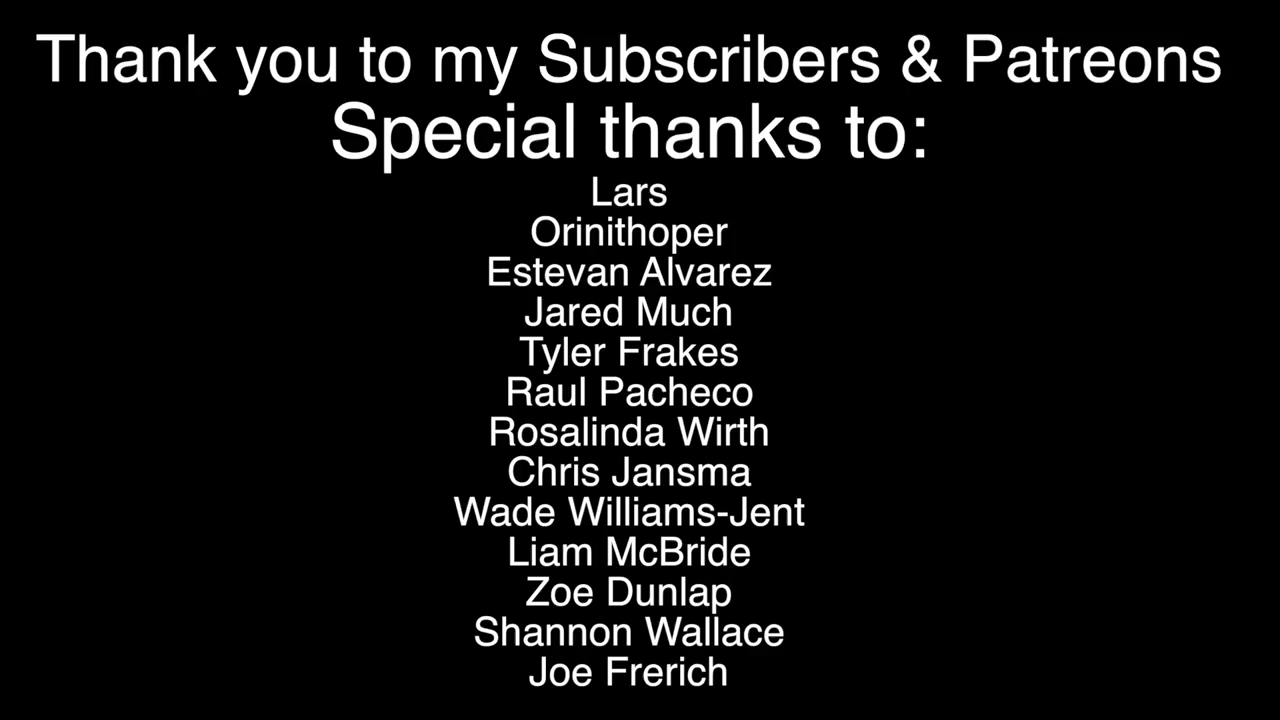 Thank you to my Subscribers & Patreons
Special thanks to:
Lars
Orinithoper
Estevan Alvarez
Jared Much
Tyler Frakes
Raul Pacheco
Rosalinda Wirth
Chris Jansma
Wade Williams-Jent
Liam McBride
Zoe Dunlap
Shannon Wallace
Joe Frerich